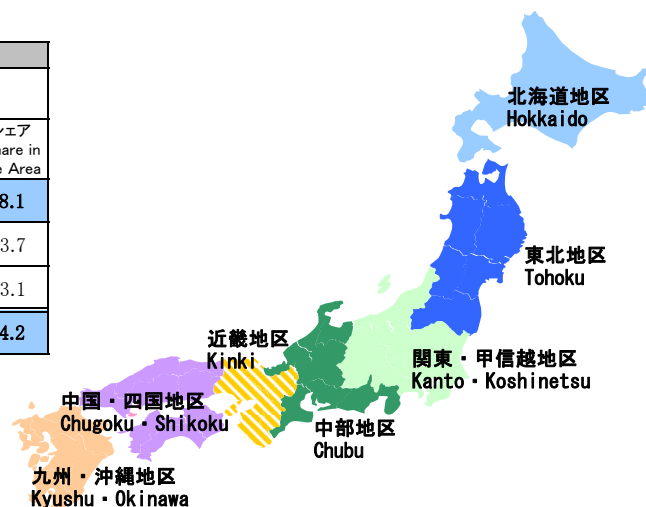 ェア
are in
Area
8.1
3.7
3.1
4.2
北海道地区
Hokkaido
東北地区
Tohoku
関東・甲信越地区
Kanto・Koshinetsu
近畿地区
Kinki
中国・四国地区
Chugoku・Shikoku
中部地区
Chubu
九州・沖縄地区
Kyushu・Okinawa